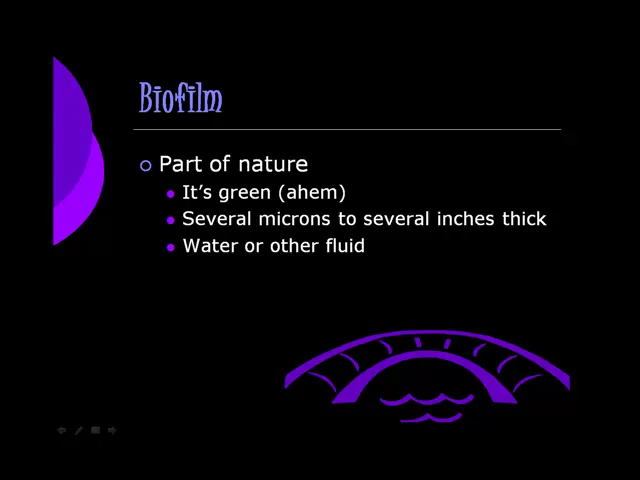 Biofilm
Part of nature
It's green (ahem)
Several microns to several inches thick
Water or other fluid